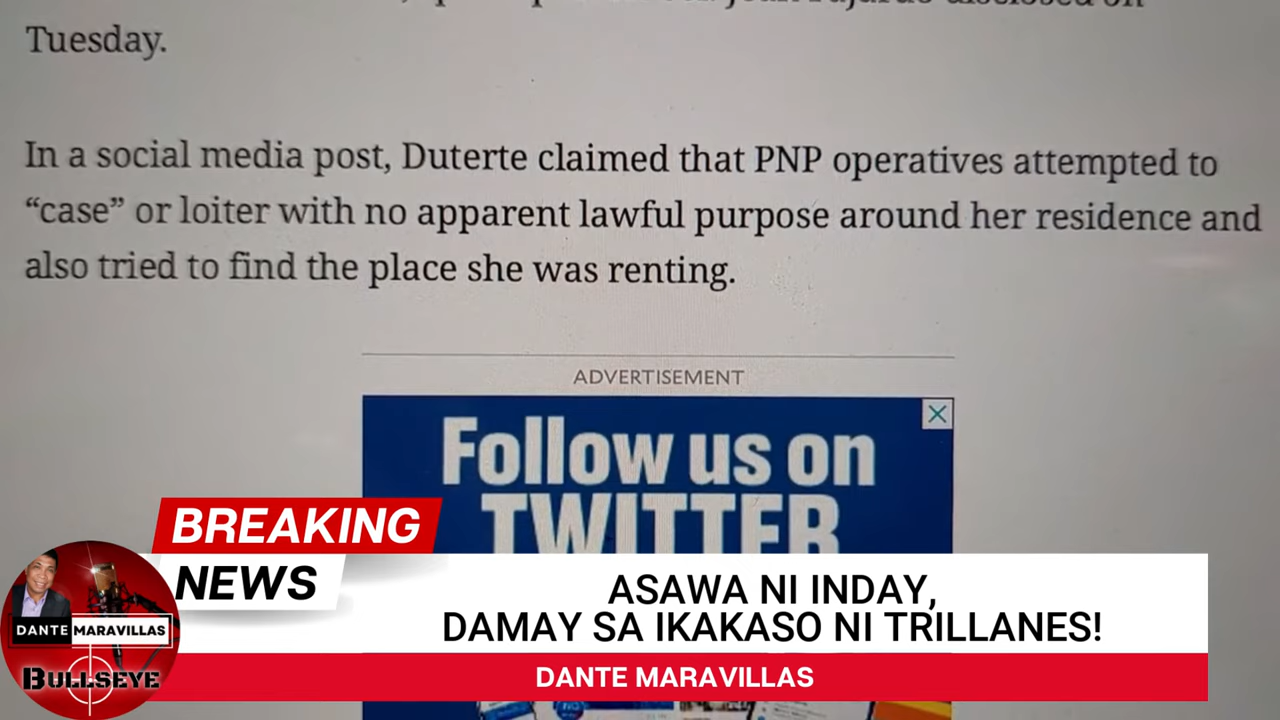 Tuesday.
In a social media post, Duterte claimed that PNP operatives attempted to
“case” or loiter with no apparent lawful purpose around her residence and
also tried to find the place she was renting.
ADVERTISEMENT
Follow us on
TWITTER
BREAKING
NEWS
ASAWA NI INDAY,
DAMAY SA IKAKASO NI TRILLANES!
DANTE MARAVILLAS
DANTE MARAVILLAS
BULLSEYE